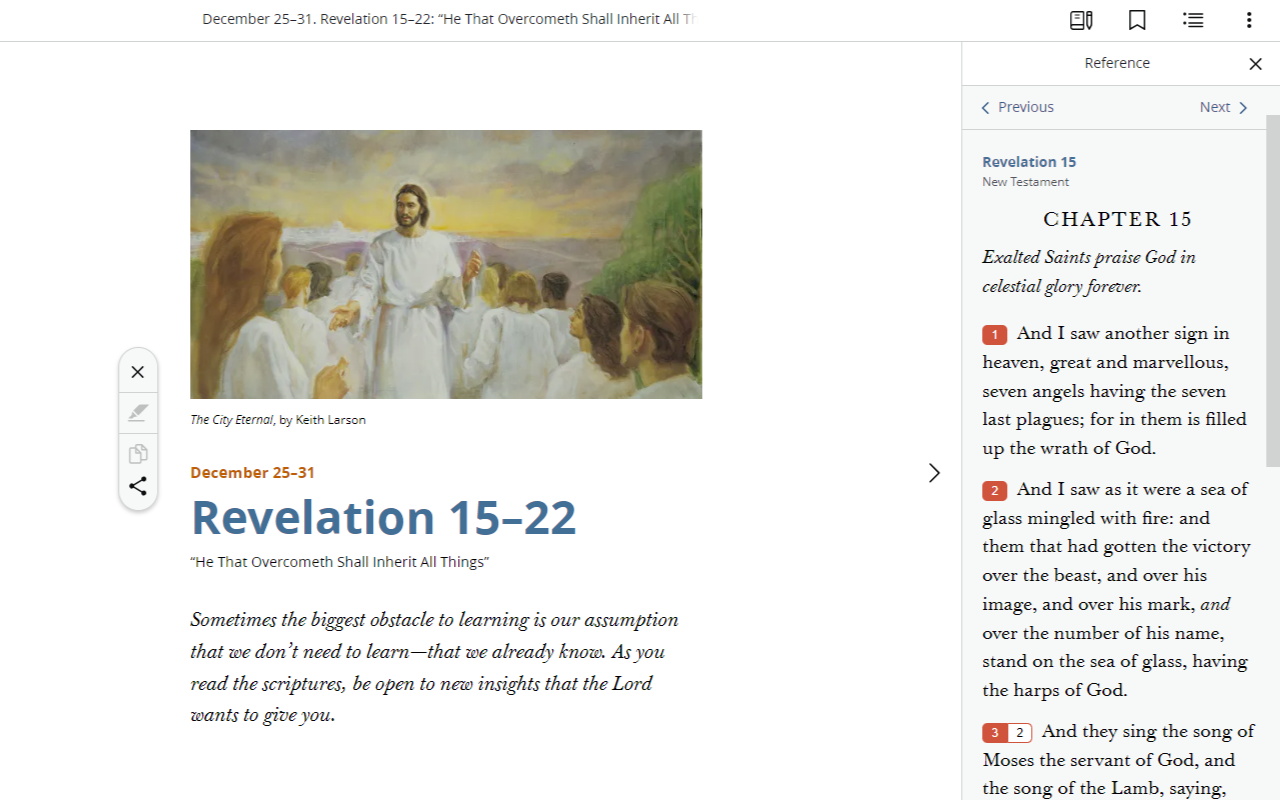 December 25–31. Revelation 15–22: “He That Overcometh Shall Inherit All Th
Reference
Previous
Next
The City Eternal, by Keith Larson
December 25–31
Revelation 15–22
“He That Overcometh Shall Inherit All Things”
Sometimes the biggest obstacle to learning is our assumption
that we don’t need to learn—that we already know. As you
read the scriptures, be open to new insights that the Lord
wants to give you.
Revelation 15
New Testament
CHAPTER 15
Exalted Saints praise God in
celestial glory forever.
1 And I saw another sign in
heaven, great and marvellous,
seven angels having the seven
last plagues; for in them is filled
up the wrath of God.
2 And I saw as it were a sea of
glass mingled with fire: and
them that had gotten the victory
over the beast, and over his
image, and over his mark, and
over the number of his name,
stand on the sea of glass, having
the harps of God.
3 2 And they sing the song of
Moses the servant of God, and
the song of the Lamb, saying,